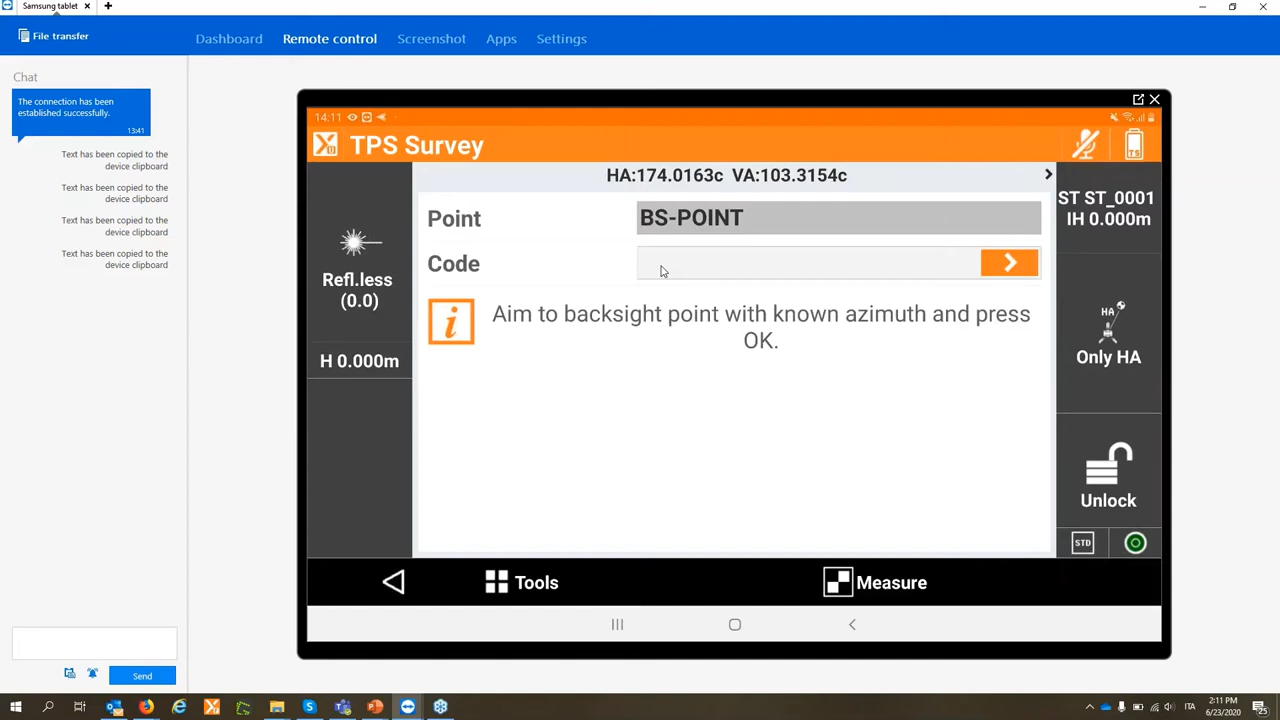 Samsung tablet
File transfer
Dashboard
Remote control
Screenshot
Apps
Settings
Chat
The connection has been
established successfully.
13:41
Text has been copied to the
device clipboard
Text has been copied to the
device clipboard
Text has been copied to the
device clipboard
Text has been copied to the
device clipboard
Send
14:11
TPS Survey
TS
HA:174.0163c VA:103.3154c
Refl.less
(0.0)
H 0.000m
Point
BS-POINT
Code
Aim to backsight point with known azimuth and press
OK.
ST ST_0001
IH 0.000m
HA
Only HA
Unlock
STD
Tools
Measure
ITA
2:11 PM
6/23/2020
25